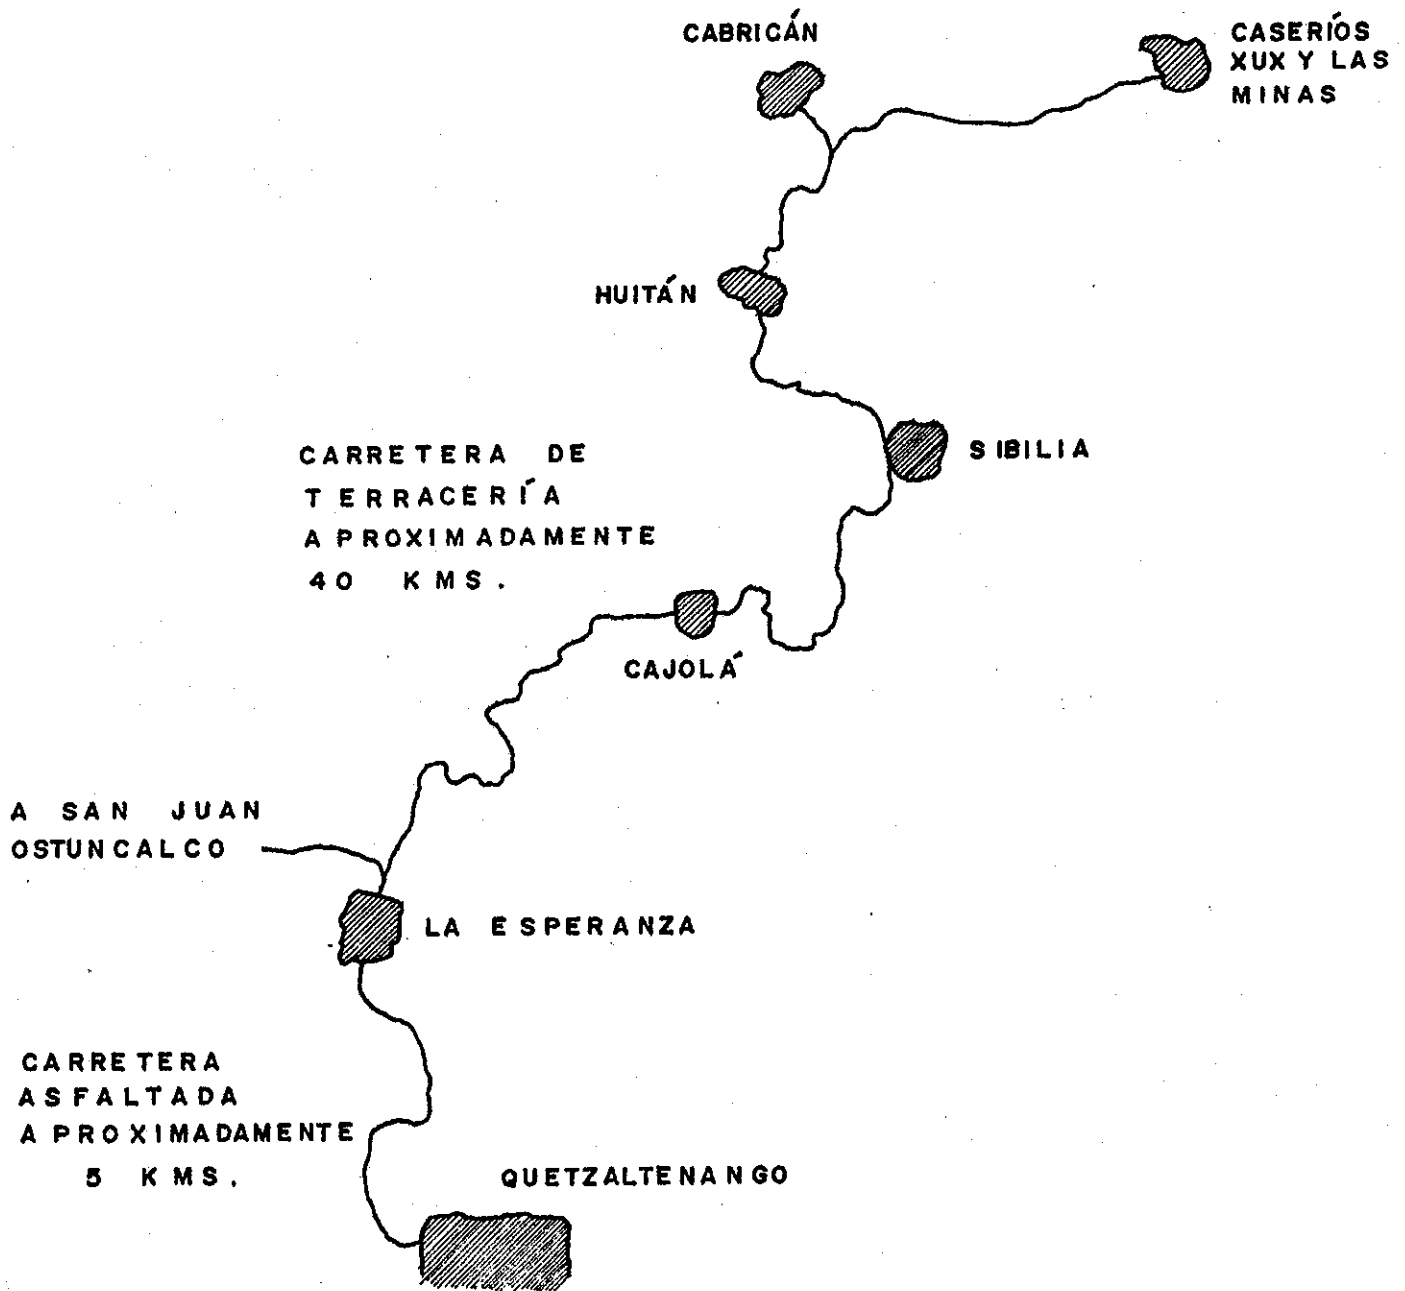 CABRICÁN
CASERÍOS
XUX Y LAS
MINAS
HUITÁN
SIBILIA
CARRETERA DE
TERRACERÍA
APROXIMADAMENTE
40 KMS.
CAJOLÁ
A SAN JUAN
OSTUNCALCO
LA ESPERANZA
CARRETERA
ASFALTADA
APROXIMADAMENTE
5 KMS.
QUETZALTENANGO